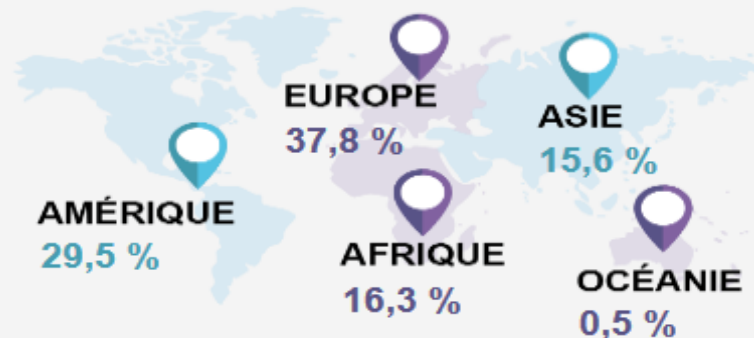 EUROPE
37,8 %
ASIE
15,6 %
AMÉRIQUE
29,5 %
AFRIQUE
16,3 %
OCÉANIE
0,5 %